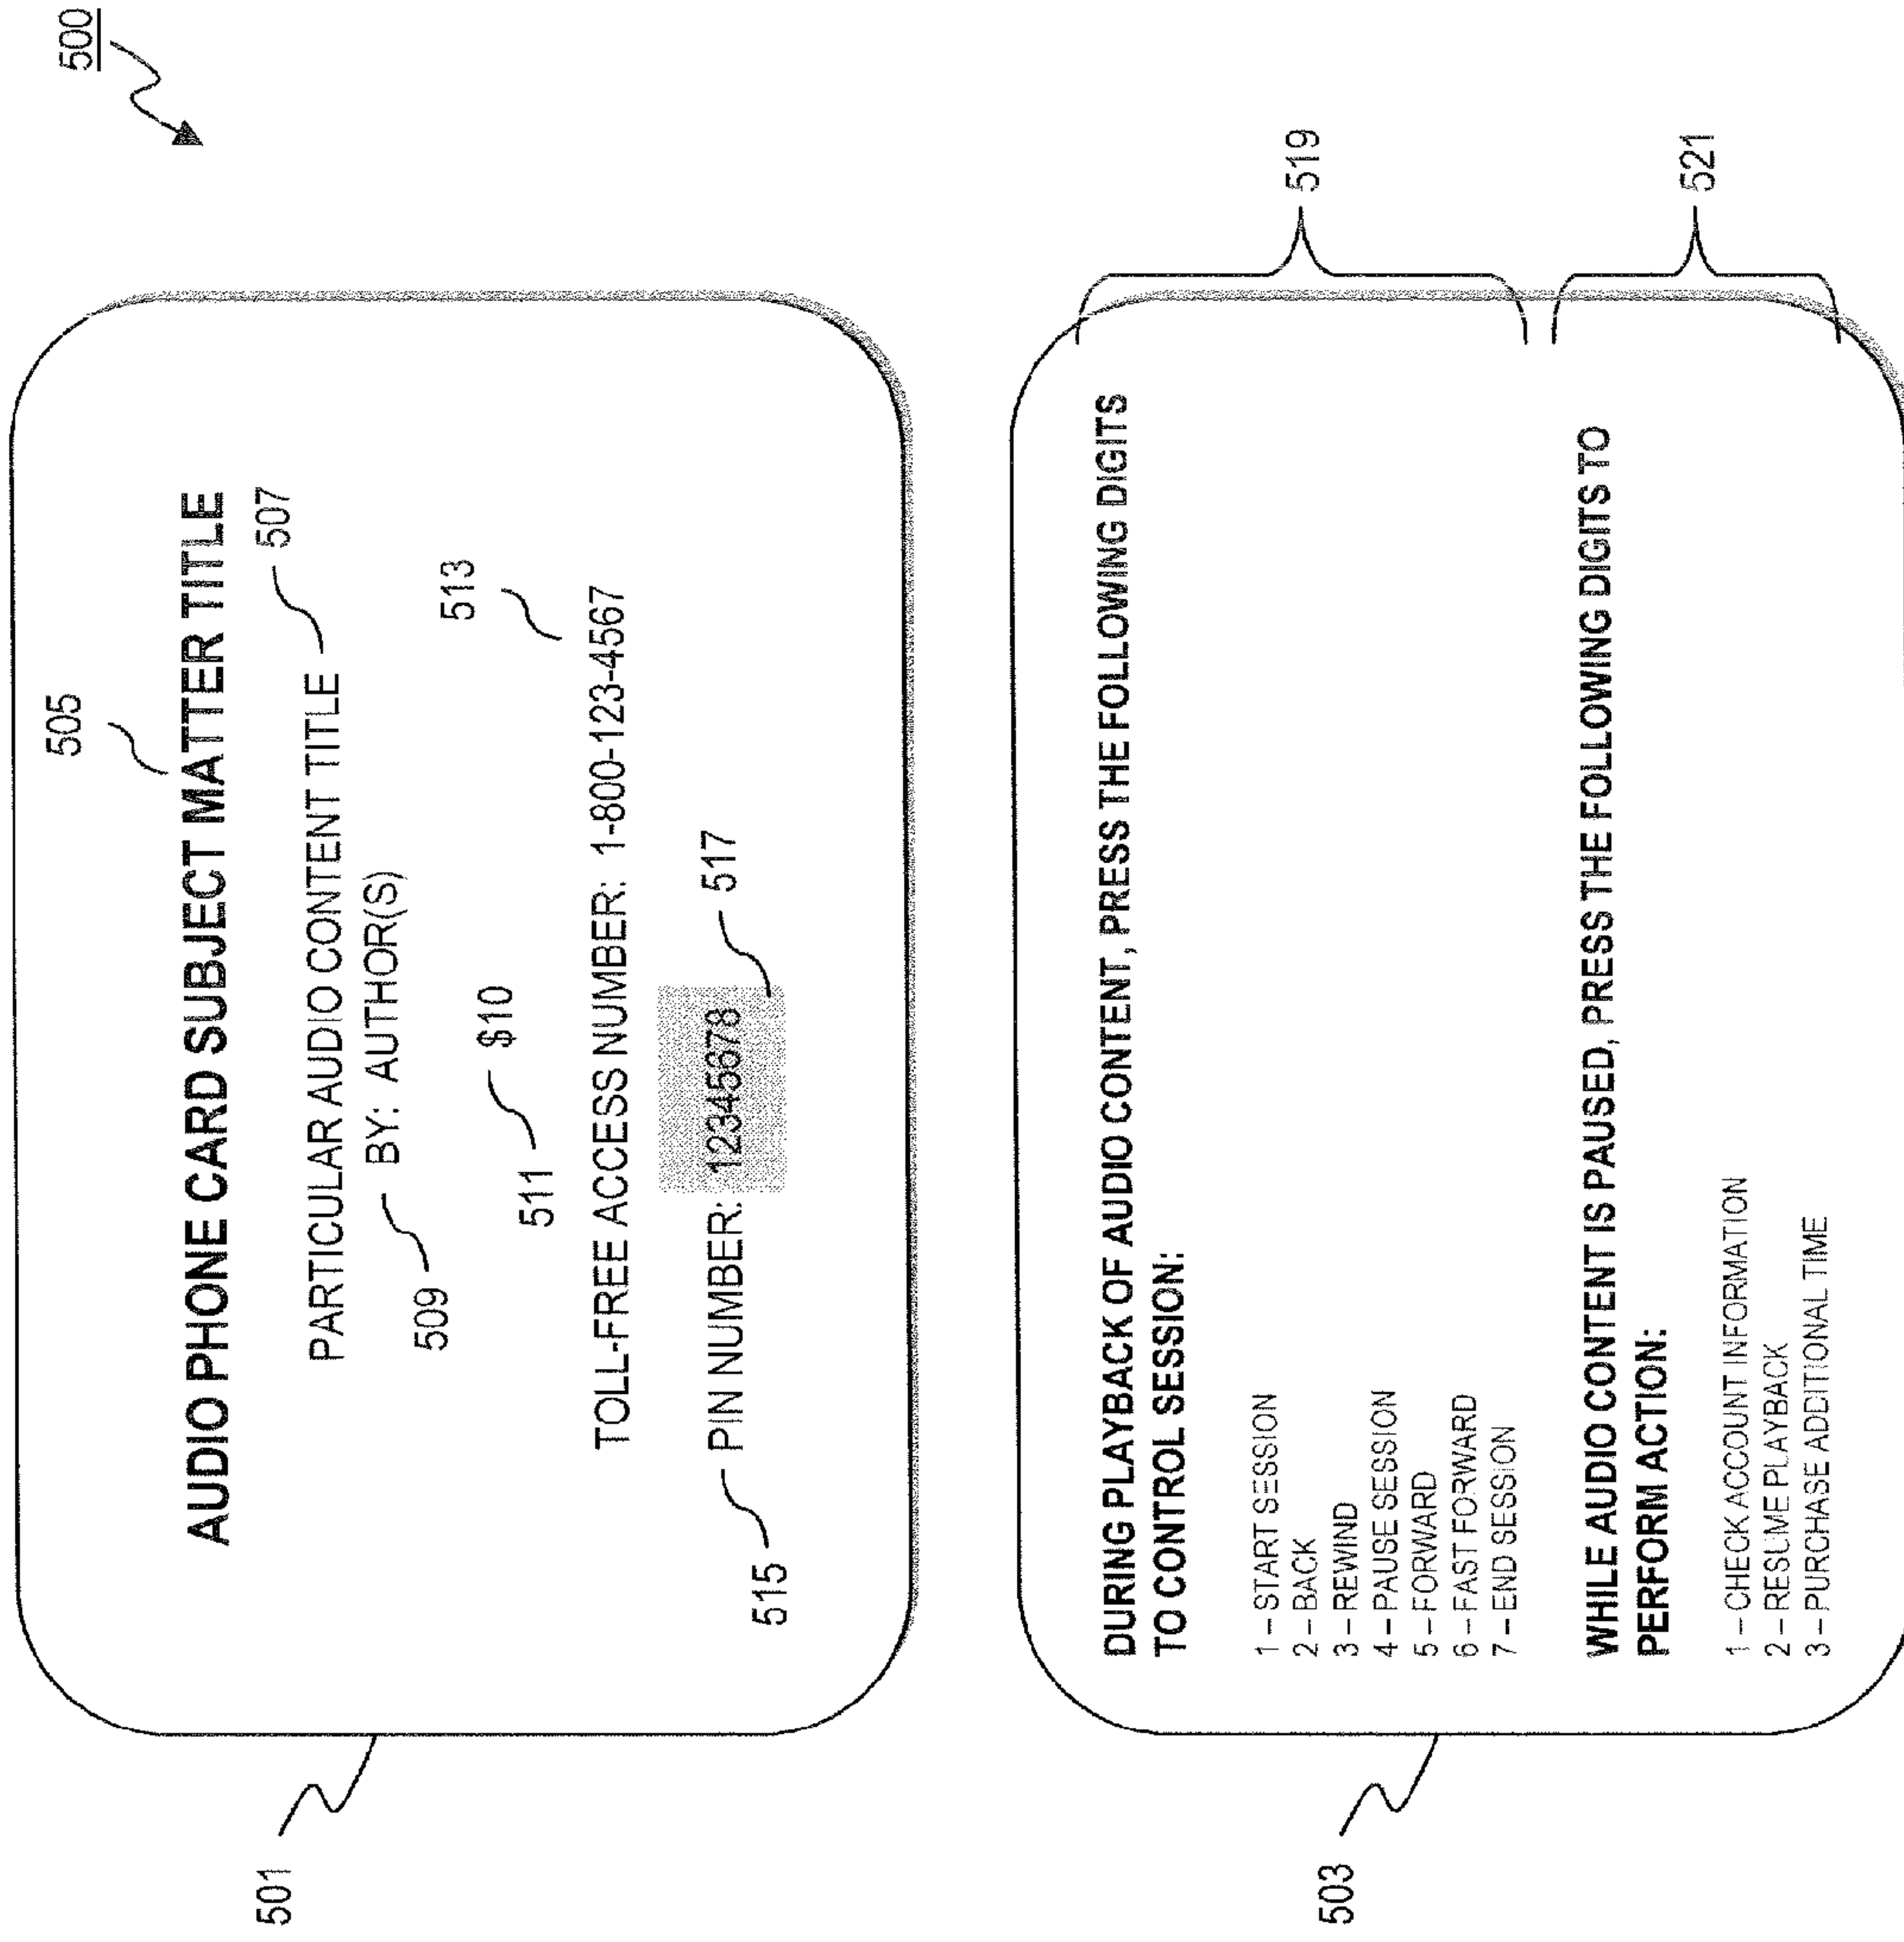 500
505
AUDIO PHONE CARD SUBJECT MATTER TITLE
PARTICULAR AUDIO CONTENT TITLE 507
509 BY: AUTHOR(S)
511 $10
513
TOLL-FREE ACCESS NUMBER: 1-800-123-4567
515 PIN NUMBER: 12345678 517
501
DURING PLAYBACK OF AUDIO CONTENT, PRESS THE FOLLOWING DIGITS
TO CONTROL SESSION:
1 – START SESSION
2 – BACK
3 – REWIND
4 – PAUSE SESSION
5 – FORWARD
6 – FAST FORWARD
7 – END SESSION
519
WHILE AUDIO CONTENT IS PAUSED, PRESS THE FOLLOWING DIGITS TO
PERFORM ACTION:
1 – CHECK ACCOUNT INFORMATION
2 – RESUME PLAYBACK
3 – PURCHASE ADDITIONAL TIME
521
503